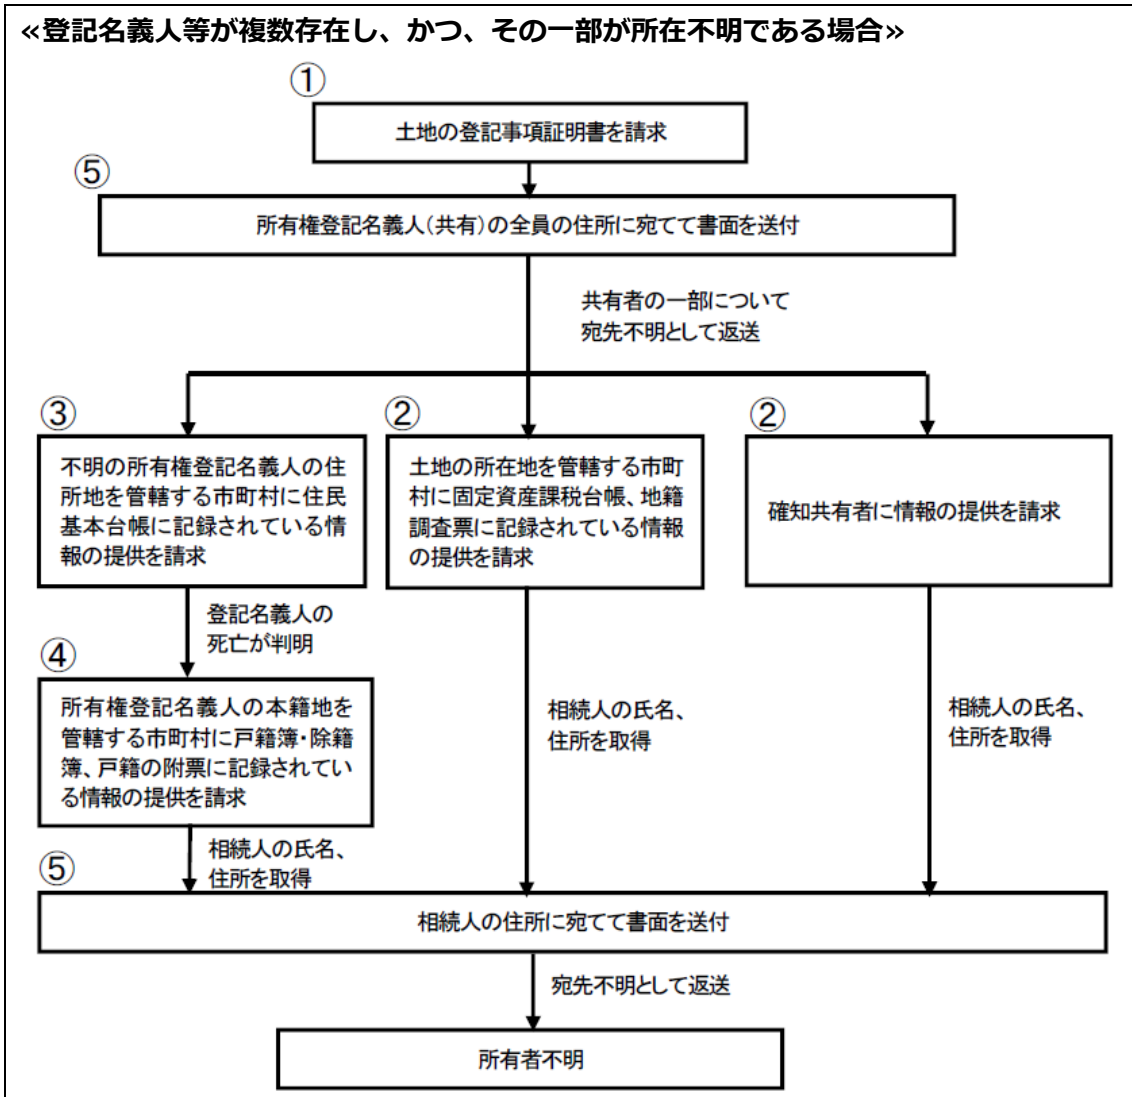 ≪登記名義人等が複数存在し、かつ、その一部が所在不明である場合≫
①
土地の登記事項証明書を請求
⑤
所有権登記名義人(共有)の全員の住所に宛てて書面を送付
共有者の一部について
宛先不明として返送
③
不明の所有権登記名義人の住
所地を管轄する市町村に住民
基本台帳に記録されている情
報の提供を請求
②
土地の所在地を管轄する市町
村に固定資産課税台帳、地籍
調査票に記録されている情報
の提供を請求
②
確知共有者に情報の提供を請求
登記名義人の
死亡が判明
④
所有権登記名義人の本籍地を
管轄する市町村に戸籍簿・除籍
簿、戸籍の附票に記録されてい
る情報の提供を請求
相続人の氏名、
住所を取得
相続人の氏名、
住所を取得
相続人の氏名、
住所を取得
⑤
相続人の住所に宛てて書面を送付
宛先不明として返送
所有者不明